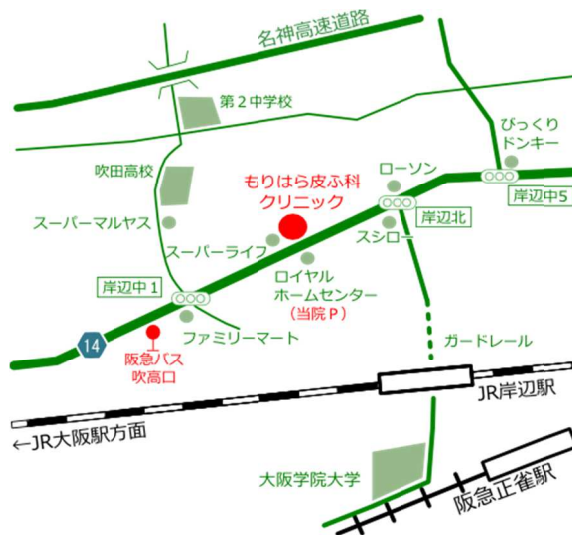 名神高速道路
第２中学校
びっくり
ドンキー
吹田高校
もりはら皮ふ科
クリニック
ローソン
岸辺中5
岸辺北
スーパーマルヤス
スーパーライフ
スシロー
岸辺中1
ロイヤル
ホームセンター
（当院Ｐ）
ファミリーマート
14
阪急バス
吹高口
ガードレール
JR岸辺駅
←JR大阪駅方面
大阪学院大学
阪急正雀駅